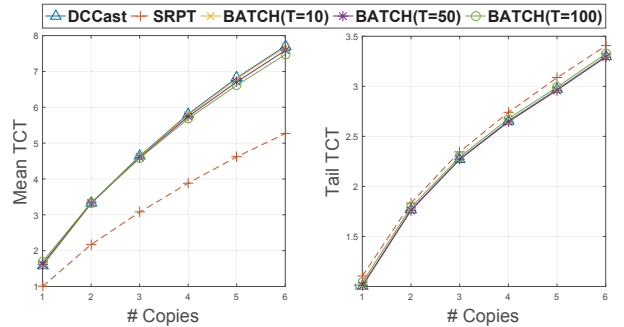 DCCast SRPT BATCH(T=10) BATCH(T=50) BATCH(T=100)
Mean TCT
8
7
6
5
4
3
2
1
1 2 3 4 5 6
# Copies
Tail TCT
3.5
3
2.5
2
1.5
1
1 2 3 4 5 6
# Copies